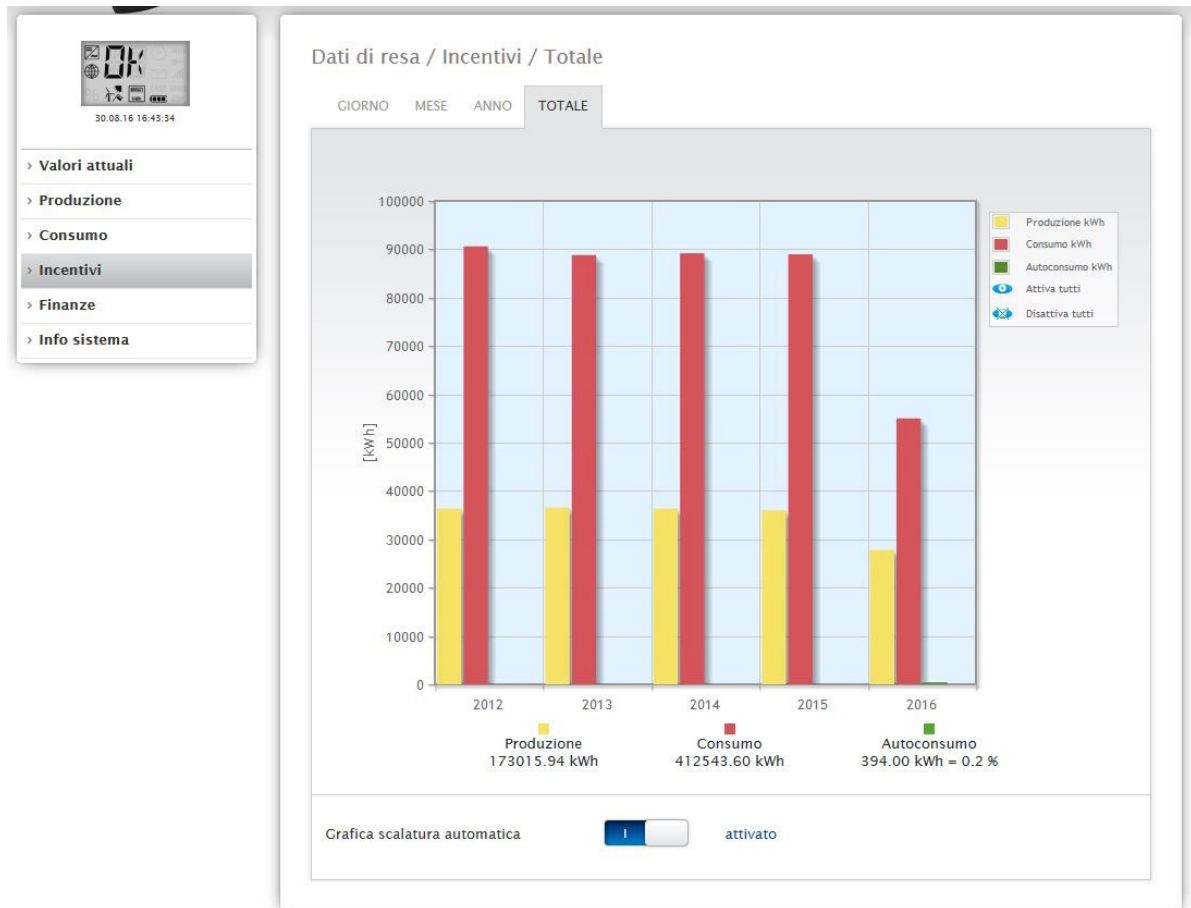 OK
30.08.16 16:43:34
› Valori attuali
› Produzione
› Consumo
› Incentivi
› Finanze
› Info sistema
Dati di resa / Incentivi / Totale
GIORNO MESE ANNO TOTALE
100000
90000
80000
70000
60000
50000
40000
30000
20000
10000
0
[kWh]
2012 2013 2014 2015 2016
Produzione kWh
Consumo kWh
Autoconsumo kWh
Attiva tutti
Disattiva tutti
Produzione Consumo Autoconsumo
173015.94 kWh 412543.60 kWh 394.00 kWh = 0.2 %
Grafica scalatura automatica I attivato